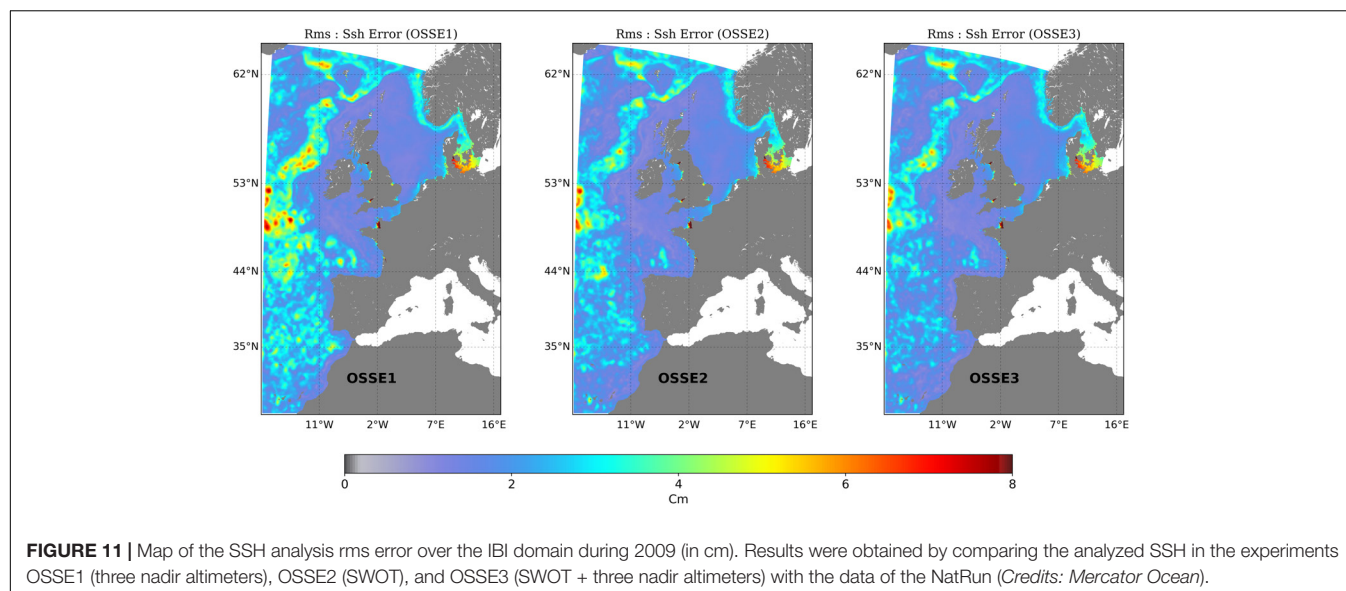 Rms : Ssh Error (OSSE1)
Rms : Ssh Error (OSSE2)
Rms : Ssh Error (OSSE3)
62°N
62°N
62°N
53°N
53°N
53°N
44°N
44°N
44°N
35°N
35°N
35°N
OSSE1
OSSE2
OSSE3
11°W 2°W 7°E 16°E
11°W 2°W 7°E 16°E
11°W 2°W 7°E 16°E
0 2 4 6 8
Cm
FIGURE 11 | Map of the SSH analysis rms error over the IBI domain during 2009 (in cm). Results were obtained by comparing the analyzed SSH in the experiments
OSSE1 (three nadir altimeters), OSSE2 (SWOT), and OSSE3 (SWOT + three nadir altimeters) with the data of the NatRun (Credits: Mercator Ocean).